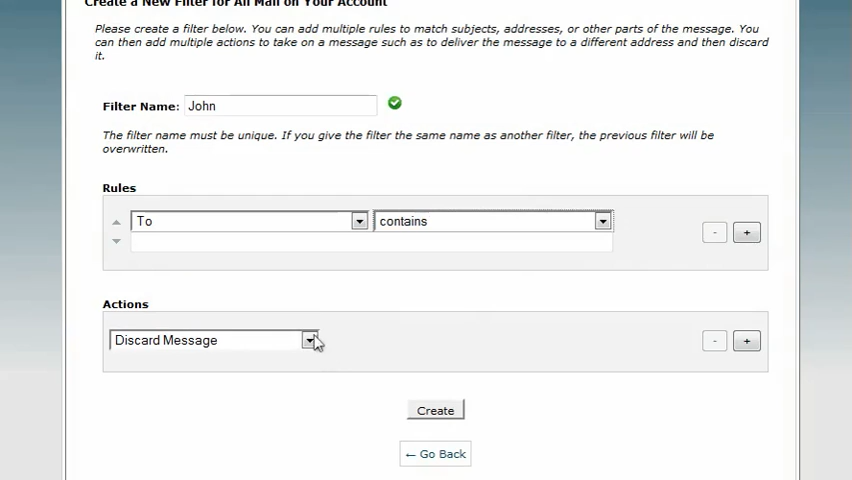 Create a New Filter for All Mail on Your Account
Please create a filter below. You can add multiple rules to match subjects, addresses, or other parts of the message. You
can then add multiple actions to take on a message such as to deliver the message to a different address and then discard
it.
Filter Name: John
The filter name must be unique. If you give the filter the same name as another filter, the previous filter will be
overwritten.
Rules
To contains - +
Actions
Discard Message - +
Create
← Go Back